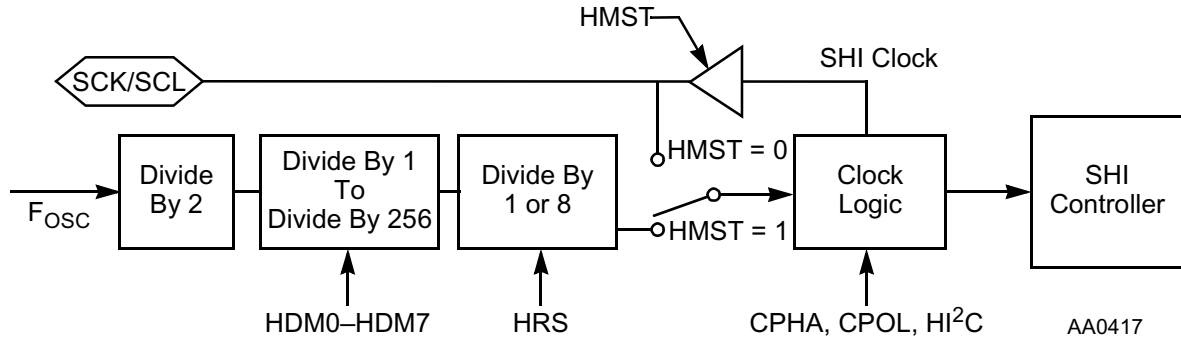 HMST
SCK/SCL
SHI Clock
HMST = 0
Divide
By 2
Divide By 1
To
Divide By 256
Divide By
1 or 8
Clock
Logic
SHI
Controller
F_OSC
HMST = 1
HDM0–HDM7
HRS
CPHA, CPOL, HI²C
AA0417